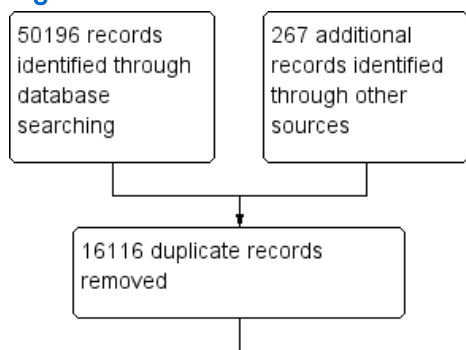 50196 records
identified through
database
searching
267 additional
records identified
through other
sources
16116 duplicate records
removed